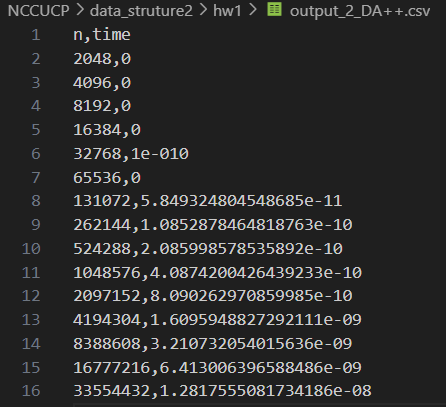 NCCUCP > data_struture2 > hw1 > output_2_DA++.csv
1 n,time
2 2048,0
3 4096,0
4 8192,0
5 16384,0
6 32768,1e-010
7 65536,0
8 131072,5.849324804548685e-11
9 262144,1.0852878464818763e-10
10 524288,2.085998578535892e-10
11 1048576,4.0874200426439233e-10
12 2097152,8.090262970859985e-10
13 4194304,1.6095948827292111e-09
14 8388608,3.210732054015636e-09
15 16777216,6.413006396588486e-09
16 33554432,1.2817555081734186e-08